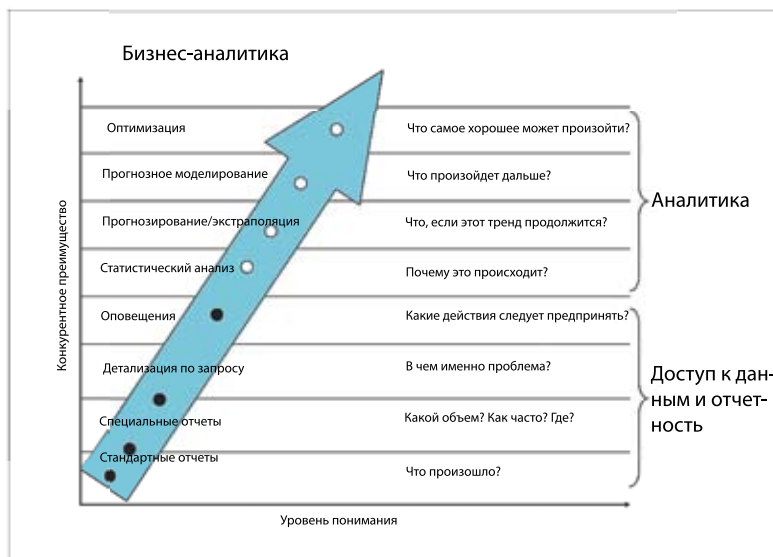 Бизнес-аналитика
Конкурентное преимущество
Оптимизация
Что самое хорошее может произойти?
Прогнозное моделирование
Что произойдет дальше?
Прогнозирование/экстраполяция
Что, если этот тренд продолжится?
Статистический анализ
Почему это происходит?
Аналитика
Оповещения
Какие действия следует предпринять?
Детализация по запросу
В чем именно проблема?
Специальные отчеты
Какой объем? Как часто? Где?
Стандартные отчеты
Что произошло?
Доступ к дан-
ным и отчет-
ность
Уровень понимания